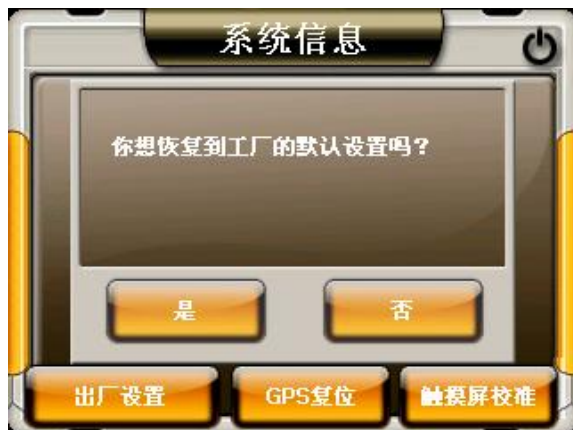 系统信息
你想恢复到工厂的默认设置吗?
是
否
出厂设置
GPS复位
触摸屏校准